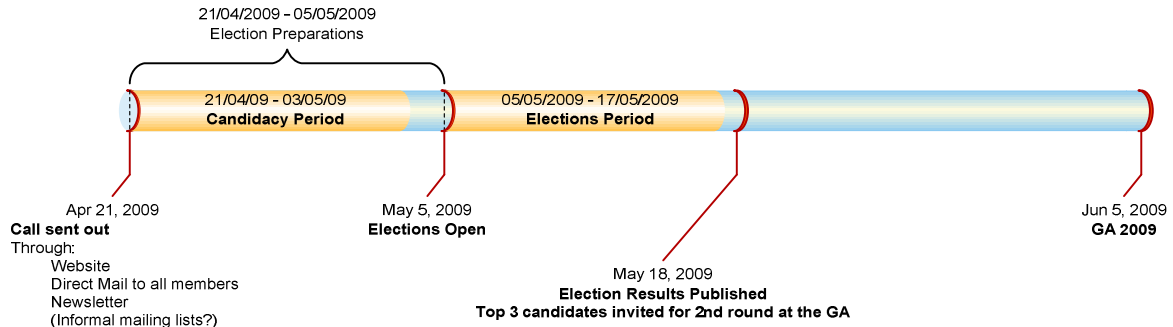 21/04/2009 - 05/05/2009
Election Preparations
21/04/09 - 03/05/09
Candidacy Period
05/05/2009 - 17/05/2009
Elections Period
Apr 21, 2009
Call sent out
Through:
Website
Direct Mail to all members
Newsletter
(Informal mailing lists?)
May 5, 2009
Elections Open
May 18, 2009
Election Results Published
Top 3 candidates invited for 2nd round at the GA
Jun 5, 2009
GA 2009